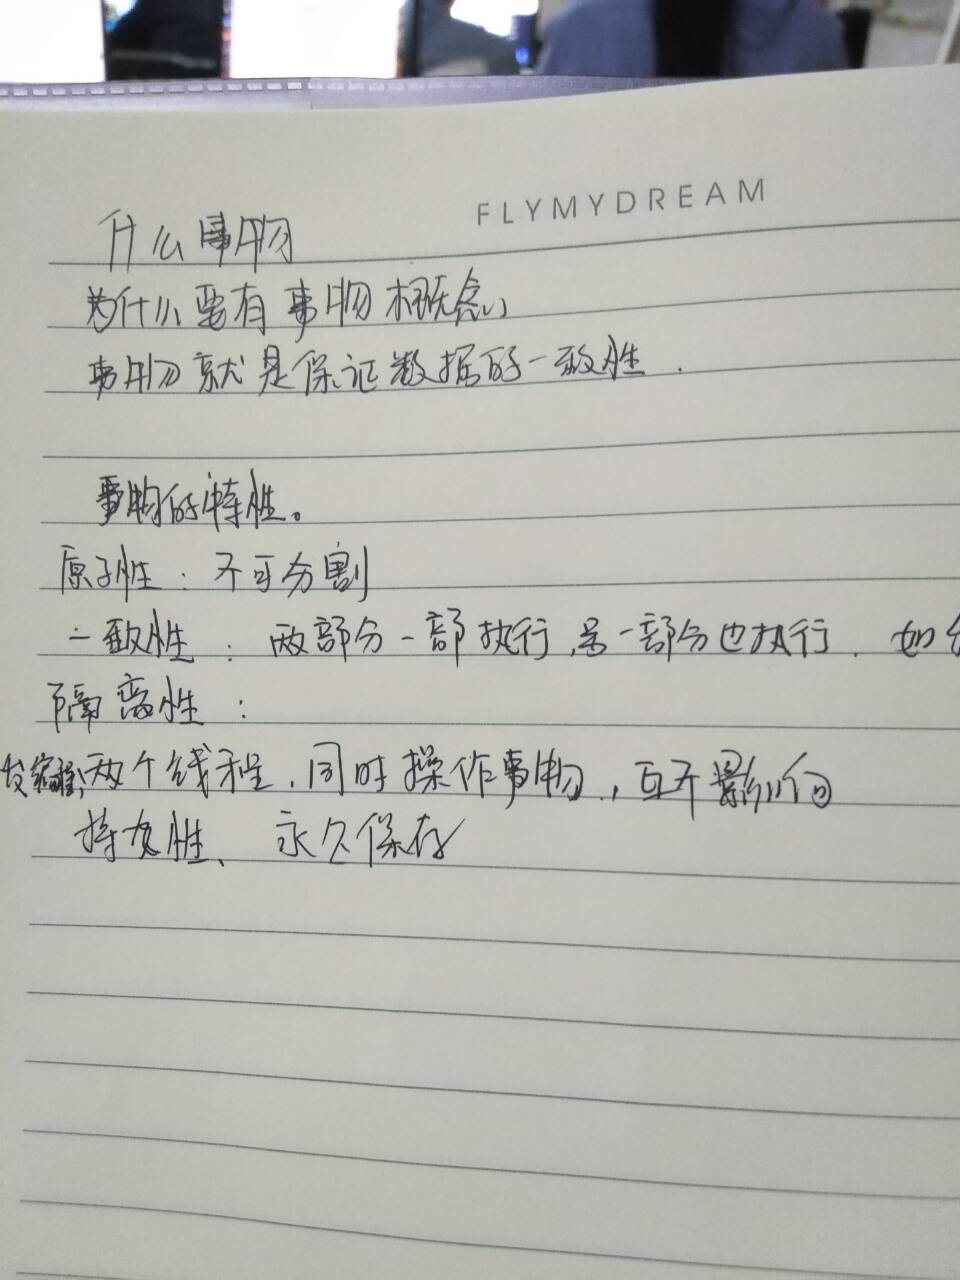 FLYMYDREAM
什么事物
为什么要有事物概念
事物就是保证数据的一致胜.
事物的特性。
原子性：不可分割
一致性：两部分一部执行,另一部分也执行. 如
隔离性：
两个线程.同时操作事物.,互不影响
持久性、永久保存